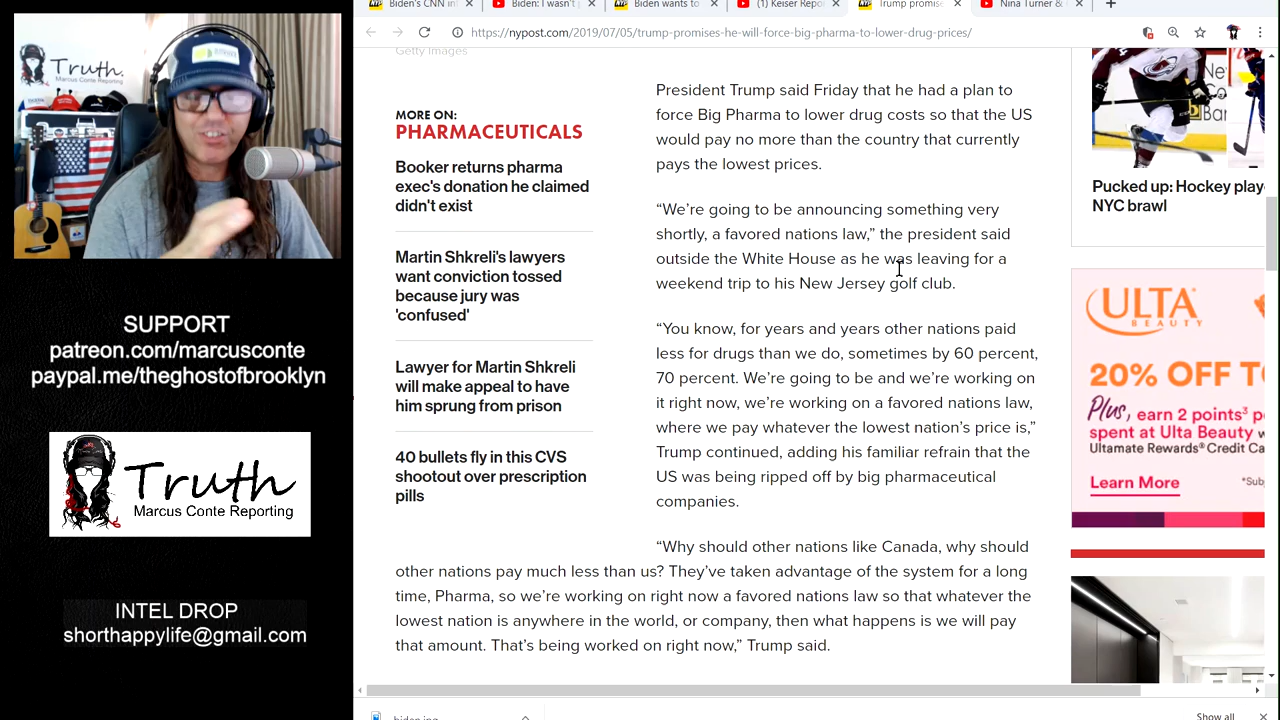 Biden's CNN in
Biden: I wasn't
Biden wants to
(1) Keiser Repo
Trump promise
Nina Turner &
https://nypost.com/2019/07/05/trump-promises-he-will-force-big-pharma-to-lower-drug-prices/
Getty Images
Truth.
Marcus Conte Reporting
SUPPORT
patreon.com/marcusconte
paypal.me/theghostofbrooklyn
Truth
Marcus Conte Reporting
INTEL DROP
shorthappylife@gmail.com
MORE ON:
PHARMACEUTICALS
Booker returns pharma
exec's donation he claimed
didn't exist
Martin Shkreli's lawyers
want conviction tossed
because jury was
'confused'
Lawyer for Martin Shkreli
will make appeal to have
him sprung from prison
40 bullets fly in this CVS
shootout over prescription
pills
President Trump said Friday that he had a plan to
force Big Pharma to lower drug costs so that the US
would pay no more than the country that currently
pays the lowest prices.
“We’re going to be announcing something very
shortly, a favored nations law,” the president said
outside the White House as he was leaving for a
weekend trip to his New Jersey golf club.
“You know, for years and years other nations paid
less for drugs than we do, sometimes by 60 percent,
70 percent. We’re going to be and we’re working on
it right now, we’re working on a favored nations law,
where we pay whatever the lowest nation’s price is,”
Trump continued, adding his familiar refrain that the
US was being ripped off by big pharmaceutical
companies.
“Why should other nations like Canada, why should
other nations pay much less than us? They’ve taken advantage of the system for a long
time, Pharma, so we’re working on right now a favored nations law so that whatever the
lowest nation is anywhere in the world, or company, then what happens is we will pay
that amount. That’s being worked on right now,” Trump said.
Pucked up: Hockey playe
NYC brawl
ULTA
BEAUTY
20% OFF TO
Plus, earn 2 points³ p
spent at Ulta Beauty w
Ultamate Rewards® Credit Ca
Learn More
*Sub
biden.jpg
Show all